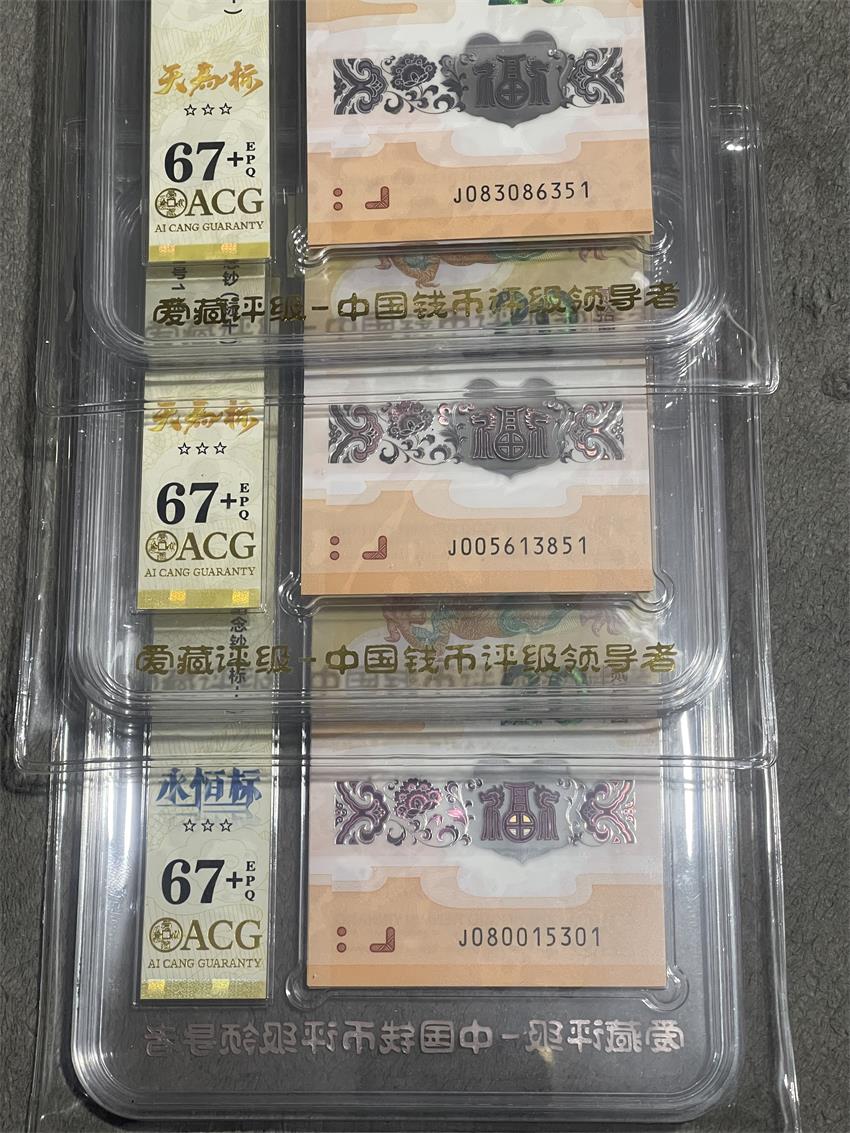 天高标
☆☆☆
67+ EPQ
ACG
AI CANG GUARANTY
J083086351
爱藏评级-中国钱币评级领导者
天高标
☆☆☆
67+ EPQ
ACG
AI CANG GUARANTY
J005613851
爱藏评级-中国钱币评级领导者
永恒标
☆☆☆
67+ EPQ
ACG
AI CANG GUARANTY
J080015301
爱藏评级-中国钱币评级领导者